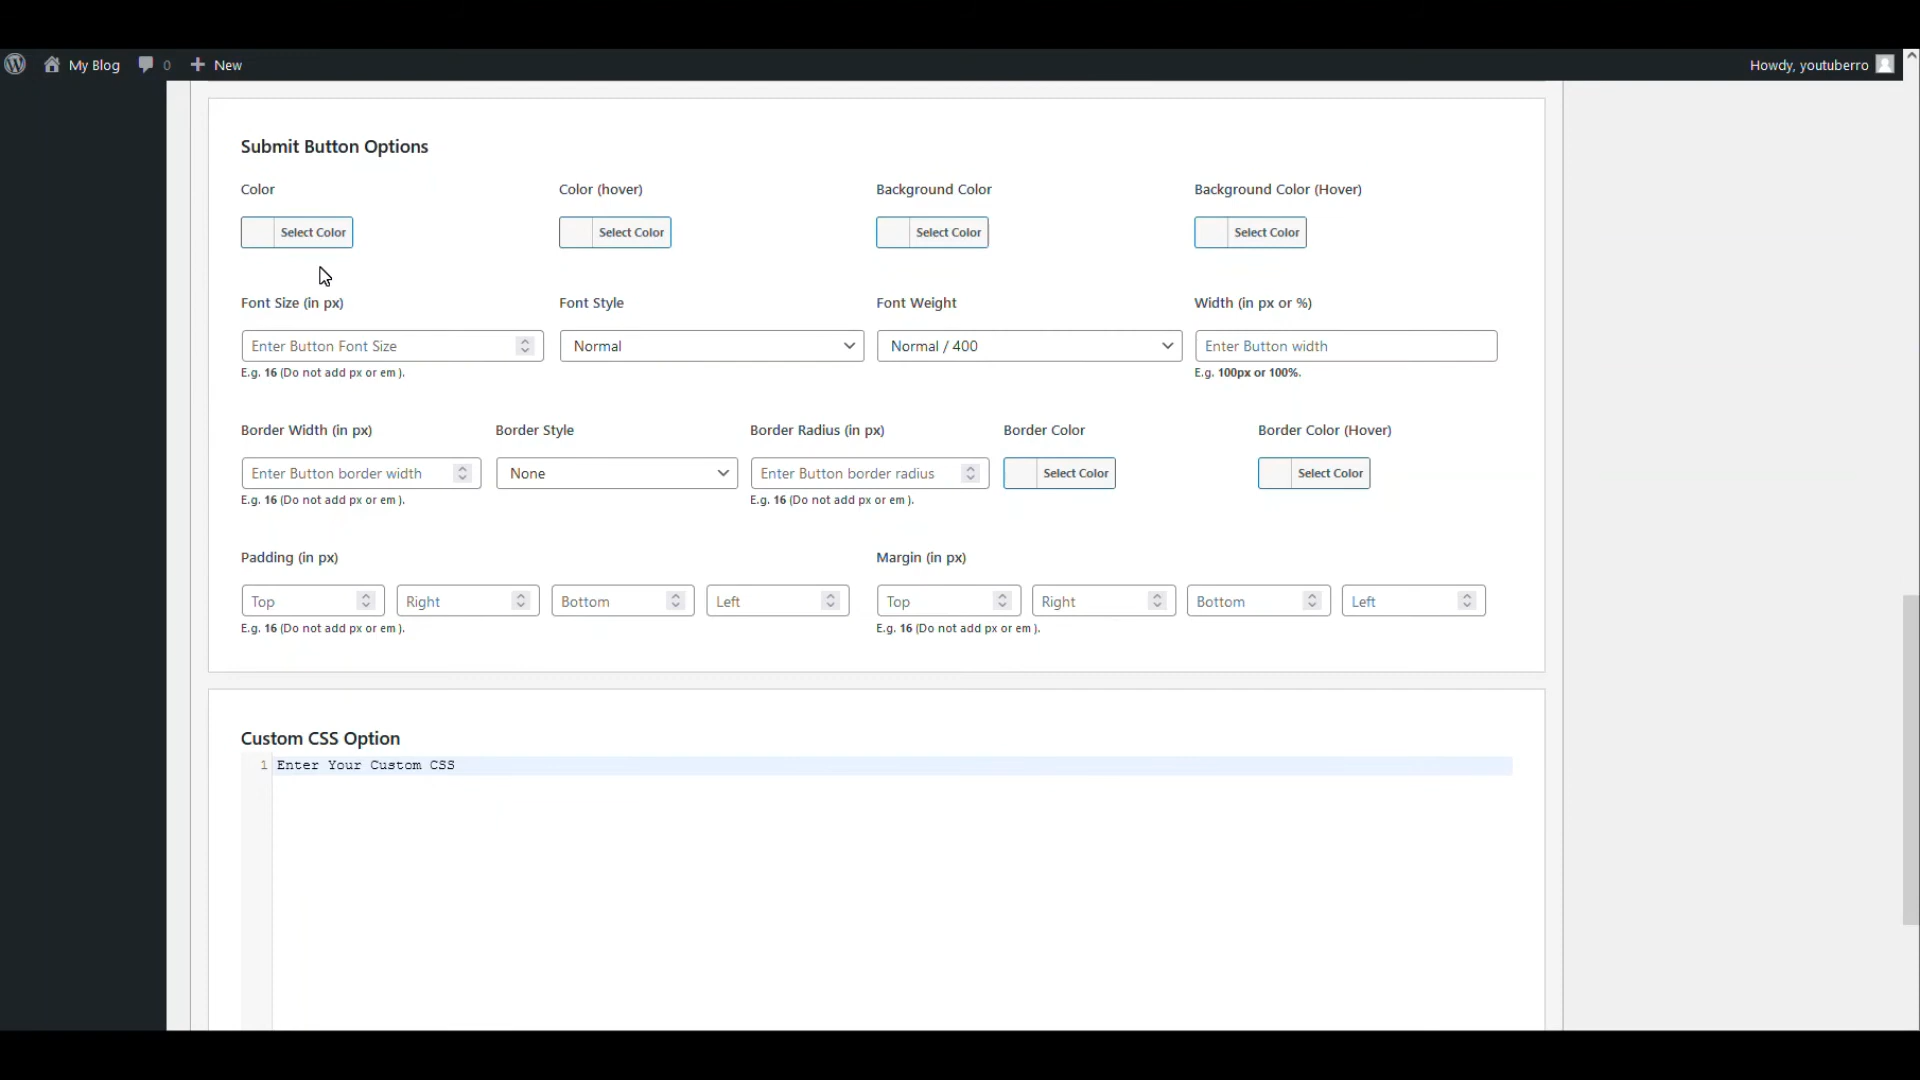 My Blog 0 New Howdy, youtuberro
Submit Button Options
Color Color (hover) Background Color Background Color (Hover)
Select Color Select Color Select Color Select Color
Font Size (in px) Font Style Font Weight Width (in px or %)
Enter Button Font Size Normal Normal / 400 Enter Button width
E.g. 16 (Do not add px or em ). E.g. 100px or 100%.
Border Width (in px) Border Style Border Radius (in px) Border Color Border Color (Hover)
Enter Button border width None Enter Button border radius Select Color Select Color
E.g. 16 (Do not add px or em ). E.g. 16 (Do not add px or em ).
Padding (in px) Margin (in px)
Top Right Bottom Left Top Right Bottom Left
E.g. 16 (Do not add px or em ). E.g. 16 (Do not add px or em ).
Custom CSS Option
1 Enter Your Custom CSS